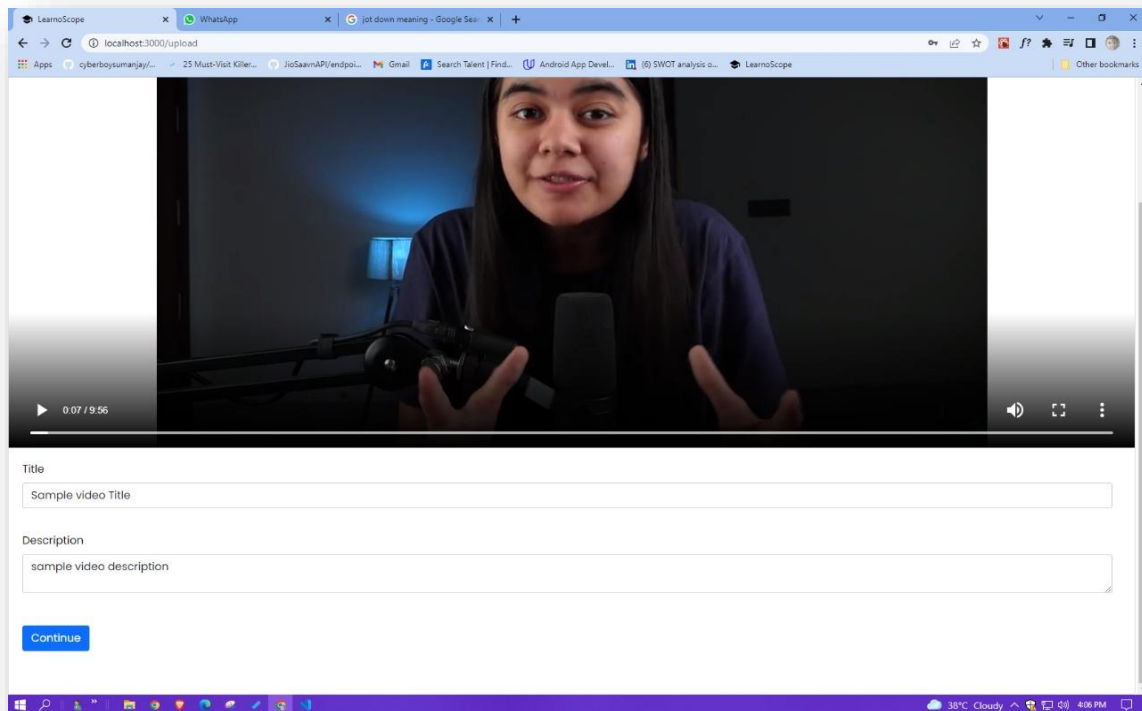 LearnoScope
WhatsApp
jot down meaning - Google Sear
localhost:3000/upload
Apps
cyberboysumanjay/...
25 Must-Visit Killer...
JioSaavnAPI/endpoi...
Gmail
Search Talent | Find...
Android App Devel...
(6) SWOT analysis o...
LearnoScope
Other bookmarks
0:07 / 9:56
Title
Sample video Title
Description
sample video description
Continue
38°C Cloudy
4:06 PM